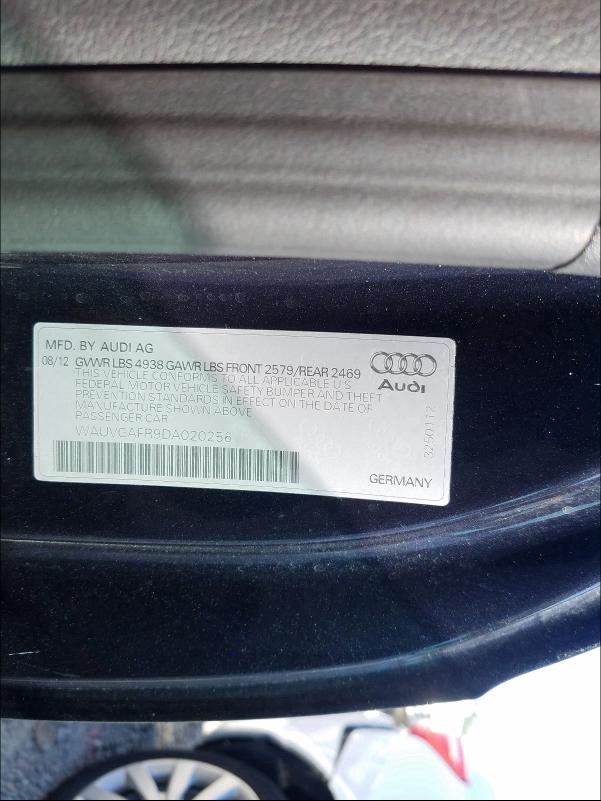 MFD. BY AUDI AG
08/12 GVWR LBS 4938 GAWR LBS FRONT 2579/REAR 2469
THIS VEHICLE CONFORMS TO ALL APPLICABLE U.S
FEDERAL MOTOR VEHICLE SAFETY BUMPER AND THEFT
PREVENTION STANDARDS IN EFFECT ON THE DATE OF
MANUFACTURE SHOWN ABOVE
PASSENGER CAR
WAUVGAFR9DA020256
Audi
3250112
GERMANY